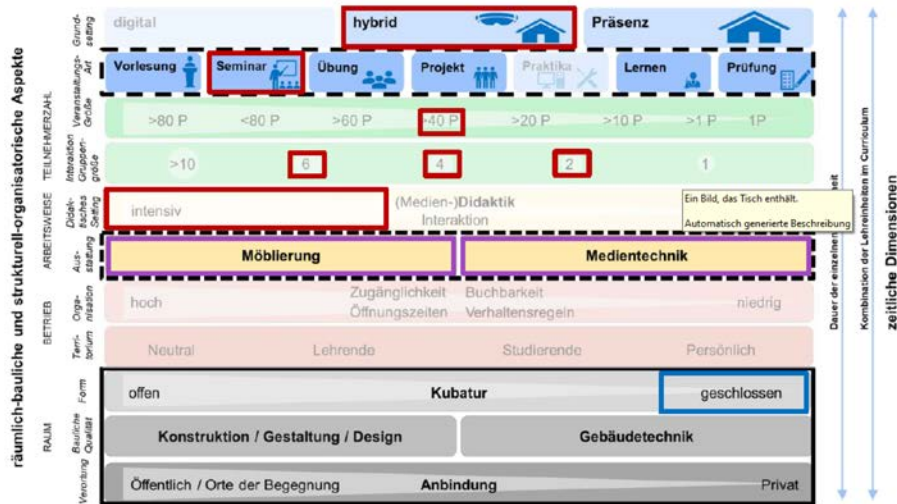 räumlich-bauliche und strukturell-organisatorische Aspekte
TEILNEHMERZAHL
ARBEITSWEISE
BETRIEB
RAUM
Grund-
setting
digital
hybrid
Präsenz
Veranstaltungs-
Art
Vorlesung
Seminar
Übung
Projekt
Praktika
Lernen
Prüfung
Veranstaltungs-
Größe
>80 P
<80 P
>60 P
>40 P
>20 P
>10 P
>1 P
1P
Interaktion
Gruppen-
größe
>10
6
4
2
1
Didak-
tisches
Setting
intensiv
(Medien-)Didaktik
Interaktion
Ein Bild, das Tisch enthält.
Automatisch generierte Beschreibung
Aus-
stattung
Möblierung
Medientechnik
Orga-
nisation
hoch
Zugänglichkeit
Öffnungszeiten
Buchbarkeit
Verhaltensregeln
niedrig
Terri-
torium
Neutral
Lehrende
Studierende
Persönlich
Form
offen
Kubatur
geschlossen
Bauliche
Qualität
Konstruktion / Gestaltung / Design
Gebäudetechnik
Verortung
Öffentlich / Orte der Begegnung
Anbindung
Privat
Dauer der einzelnen
heit
Kombination der Lehreinheiten im Curriculum
zeitliche Dimensionen